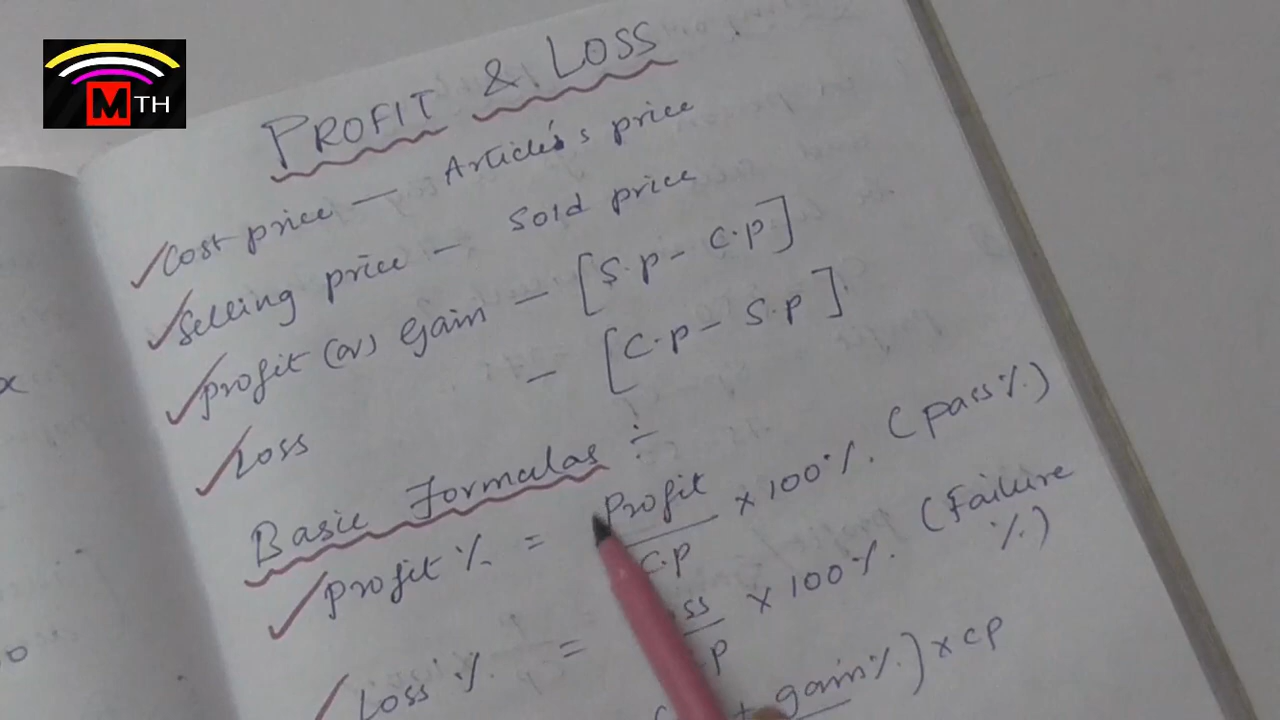 MTH
PROFIT & LOSS
Cost price — Article's price
Selling price — Sold price
Profit (or) Gain — [S.P - C.P]
Loss — [C.P - S.P]
Basic Formulas :-
Profit % = Profit / C.P × 100 %. (Pass %)
Loss % = ss / P × 100 %. (Failure %)
+ gain %) × CP